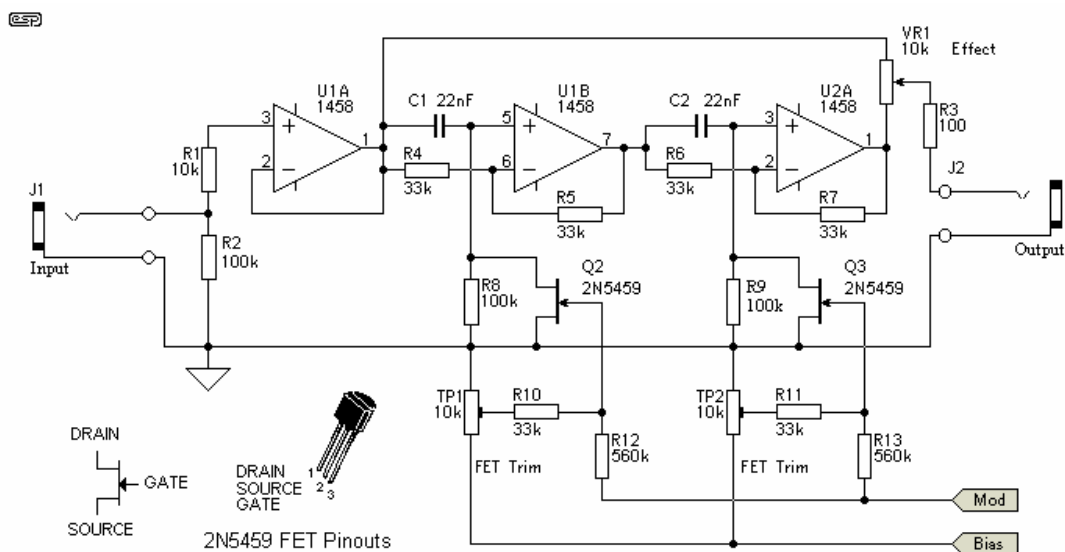 ESP
VR1
10k
Effect
U1A
1458
C1
22nF
U1B
1458
C2
22nF
U2A
1458
R3
100
3
+
2
−
1
5
+
6
−
7
3
+
2
−
1
R1
10k
R4
33k
R6
33k
J2
J1
R5
33k
R7
33k
Input
R2
100k
Output
Q2
2N5459
Q3
2N5459
R8
100k
R9
100k
TP1
10k
R10
33k
TP2
10k
R11
33k
R12
560k
R13
560k
FET Trim
FET Trim
DRAIN
GATE
SOURCE
1
2
3
DRAIN
SOURCE
GATE
2N5459 FET Pinouts
Mod
Bias